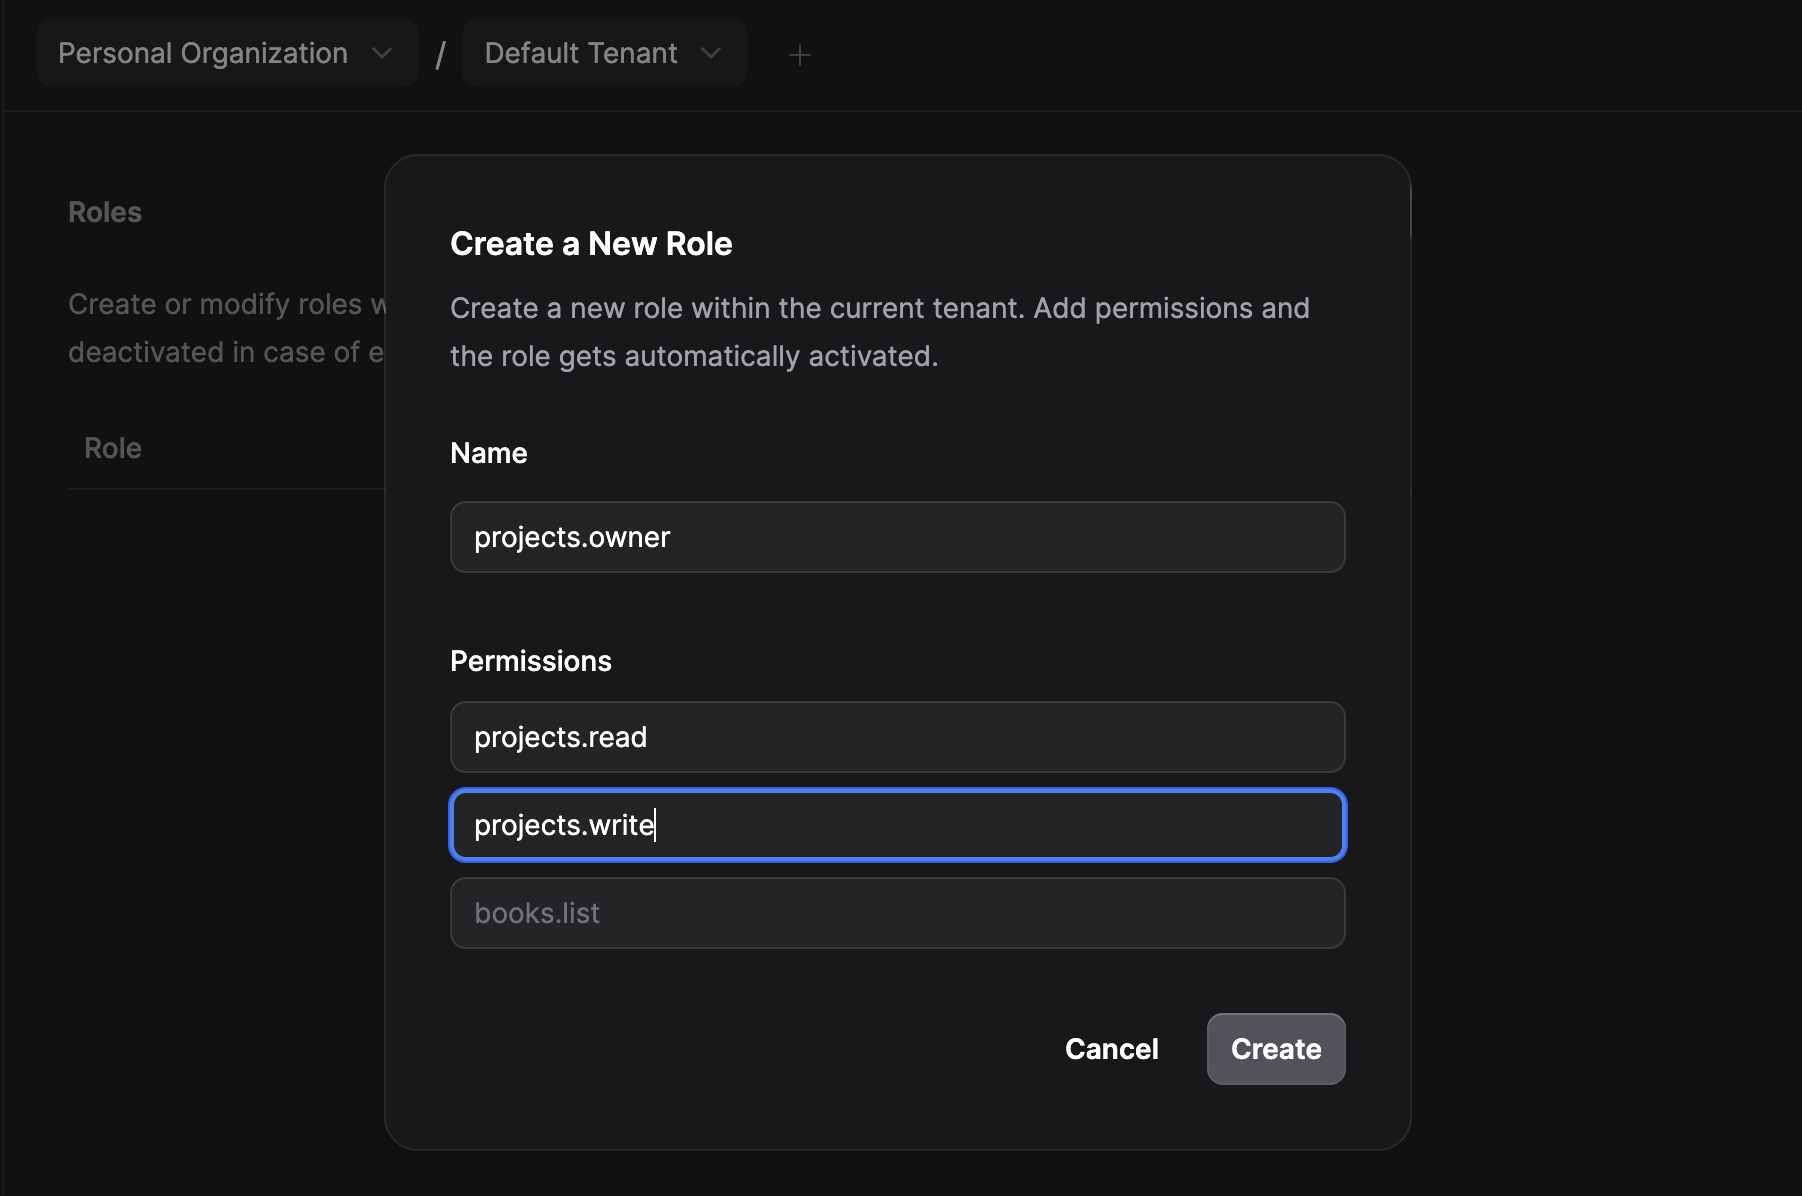 Personal Organization / Default Tenant +
Roles
Create or modify roles w
deactivated in case of e
Role
Create a New Role
Create a new role within the current tenant. Add permissions and
the role gets automatically activated.
Name
projects.owner
Permissions
projects.read
projects.write
books.list
Cancel Create